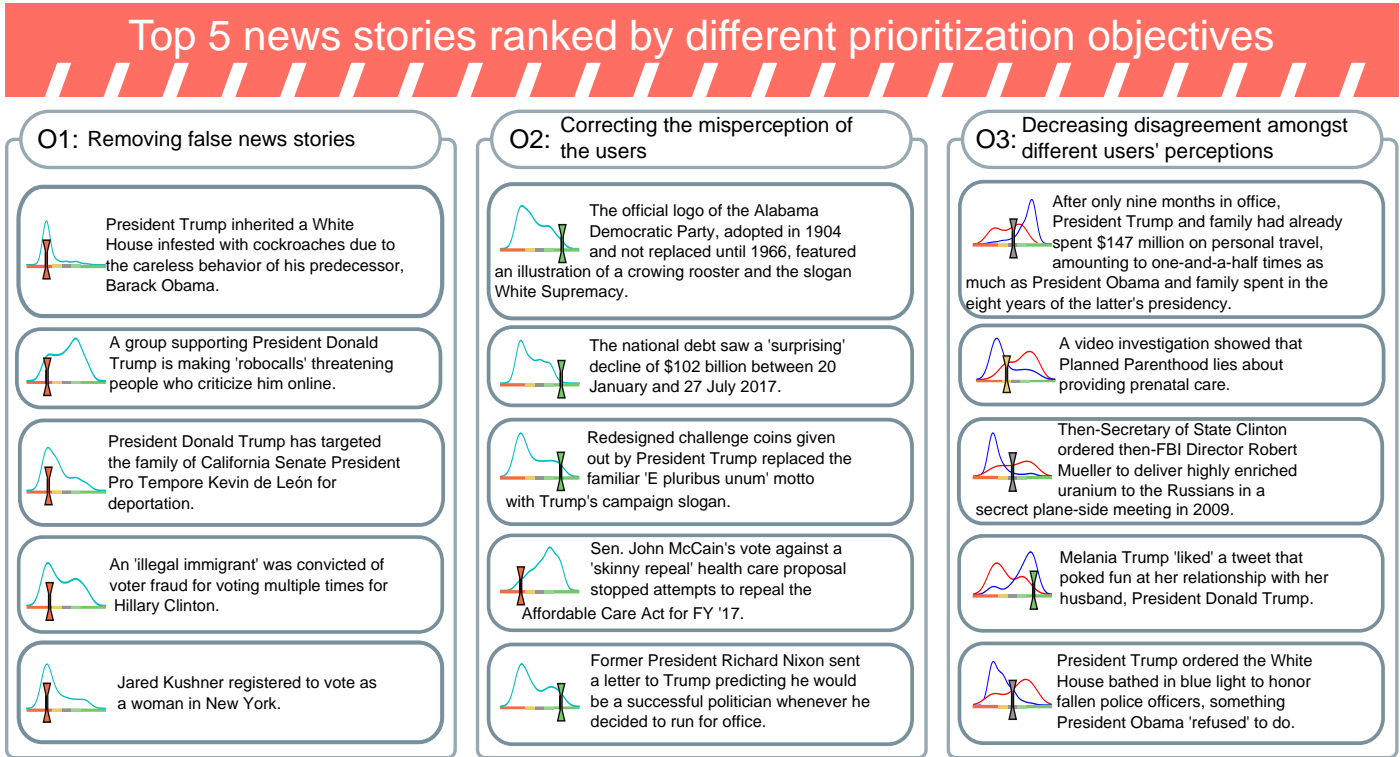 Top 5 news stories ranked by different prioritization objectives
O1: Removing false news stories
President Trump inherited a White
House infested with cockroaches due to
the careless behavior of his predecessor,
Barack Obama.
A group supporting President Donald
Trump is making 'robocalls' threatening
people who criticize him online.
President Donald Trump has targeted
the family of California Senate President
Pro Tempore Kevin de León for
deportation.
An 'illegal immigrant' was convicted of
voter fraud for voting multiple times for
Hillary Clinton.
Jared Kushner registered to vote as
a woman in New York.
O2: Correcting the misperception of
the users
The official logo of the Alabama
Democratic Party, adopted in 1904
and not replaced until 1966, featured
an illustration of a crowing rooster and the slogan
White Supremacy.
The national debt saw a 'surprising'
decline of $102 billion between 20
January and 27 July 2017.
Redesigned challenge coins given
out by President Trump replaced the
familiar 'E pluribus unum' motto
with Trump's campaign slogan.
Sen. John McCain's vote against a
'skinny repeal' health care proposal
stopped attempts to repeal the
Affordable Care Act for FY '17.
Former President Richard Nixon sent
a letter to Trump predicting he would
be a successful politician whenever he
decided to run for office.
O3: Decreasing disagreement amongst
different users' perceptions
After only nine months in office,
President Trump and family had already
spent $147 million on personal travel,
amounting to one-and-a-half times as
much as President Obama and family spent in the
eight years of the latter's presidency.
A video investigation showed that
Planned Parenthood lies about
providing prenatal care.
Then-Secretary of State Clinton
ordered then-FBI Director Robert
Mueller to deliver highly enriched
uranium to the Russians in a
secrect plane-side meeting in 2009.
Melania Trump 'liked' a tweet that
poked fun at her relationship with her
husband, President Donald Trump.
President Trump ordered the White
House bathed in blue light to honor
fallen police officers, something
President Obama 'refused' to do.